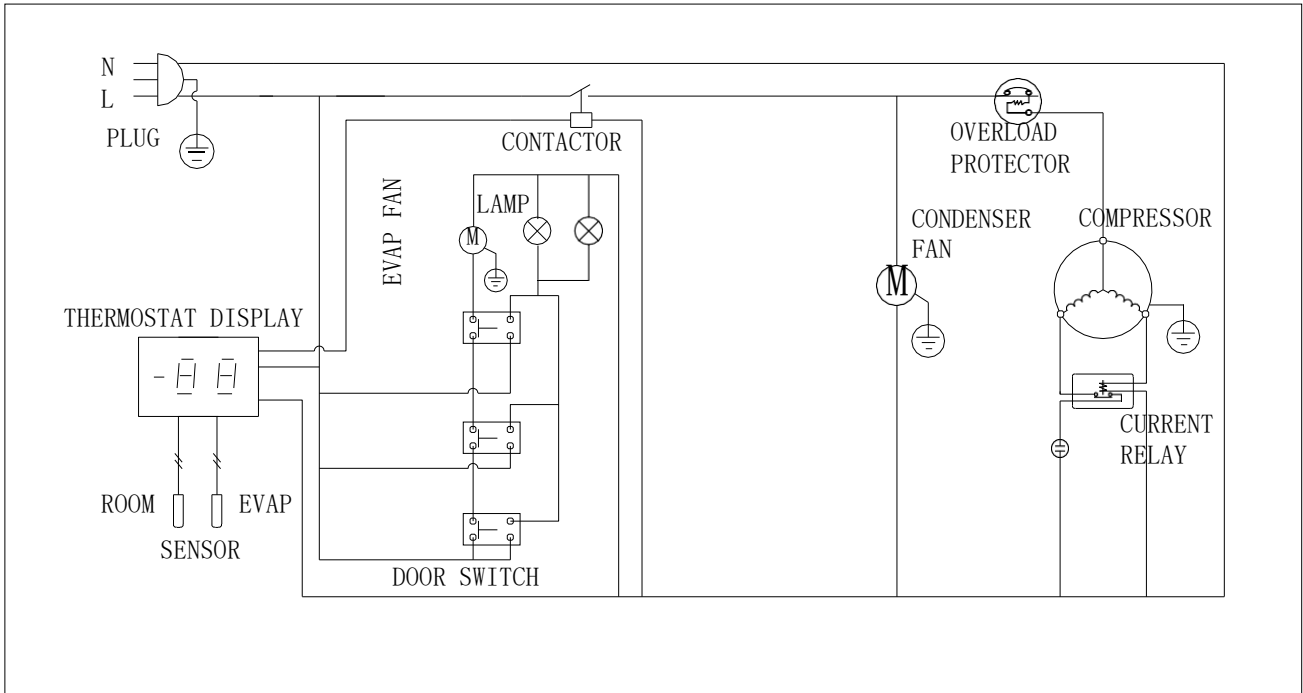 N
L
PLUG
CONTACTOR
OVERLOAD
PROTECTOR
EVAP FAN
LAMP
M
CONDENSER
FAN
M
COMPRESSOR
THERMOSTAT DISPLAY
-88
CURRENT
RELAY
ROOM
EVAP
SENSOR
DOOR SWITCH